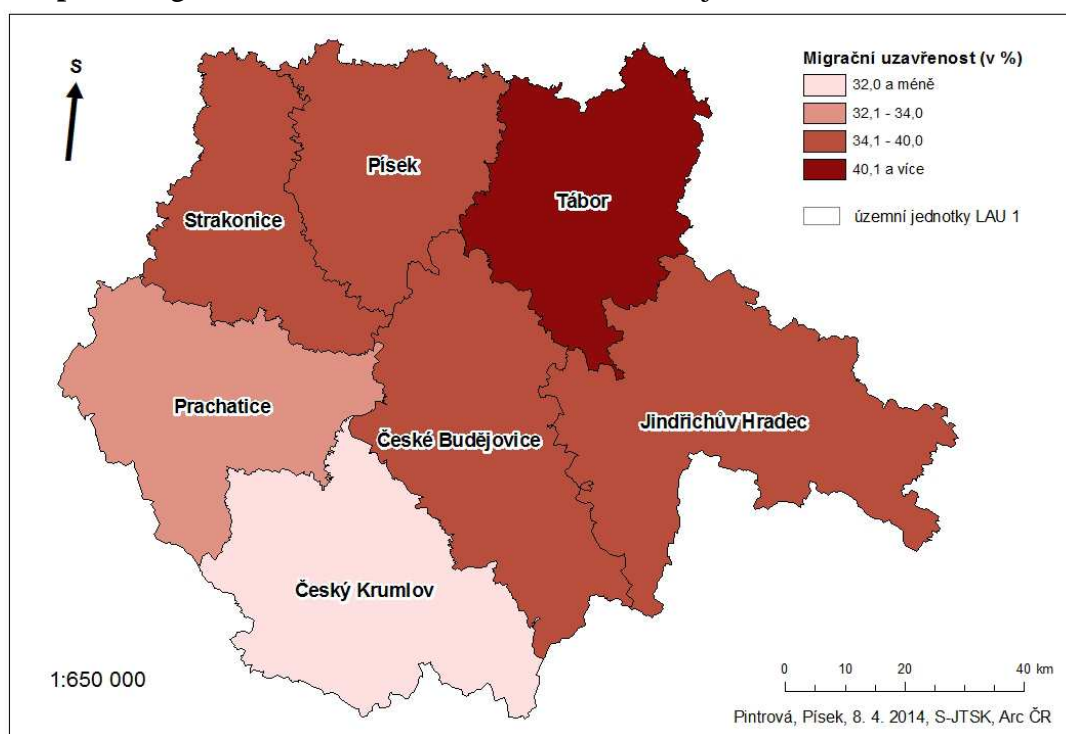 S
Migrační uzavřenost (v %)
32,0 a méně
32,1 - 34,0
34,1 - 40,0
40,1 a více
územní jednotky LAU 1
Písek
Tábor
Strakonice
Prachatice
České Budějovice
Jindřichův Hradec
Český Krumlov
1:650 000
0 10 20 40 km
Pintrová, Písek, 8. 4. 2014, S-JTSK, Arc ČR